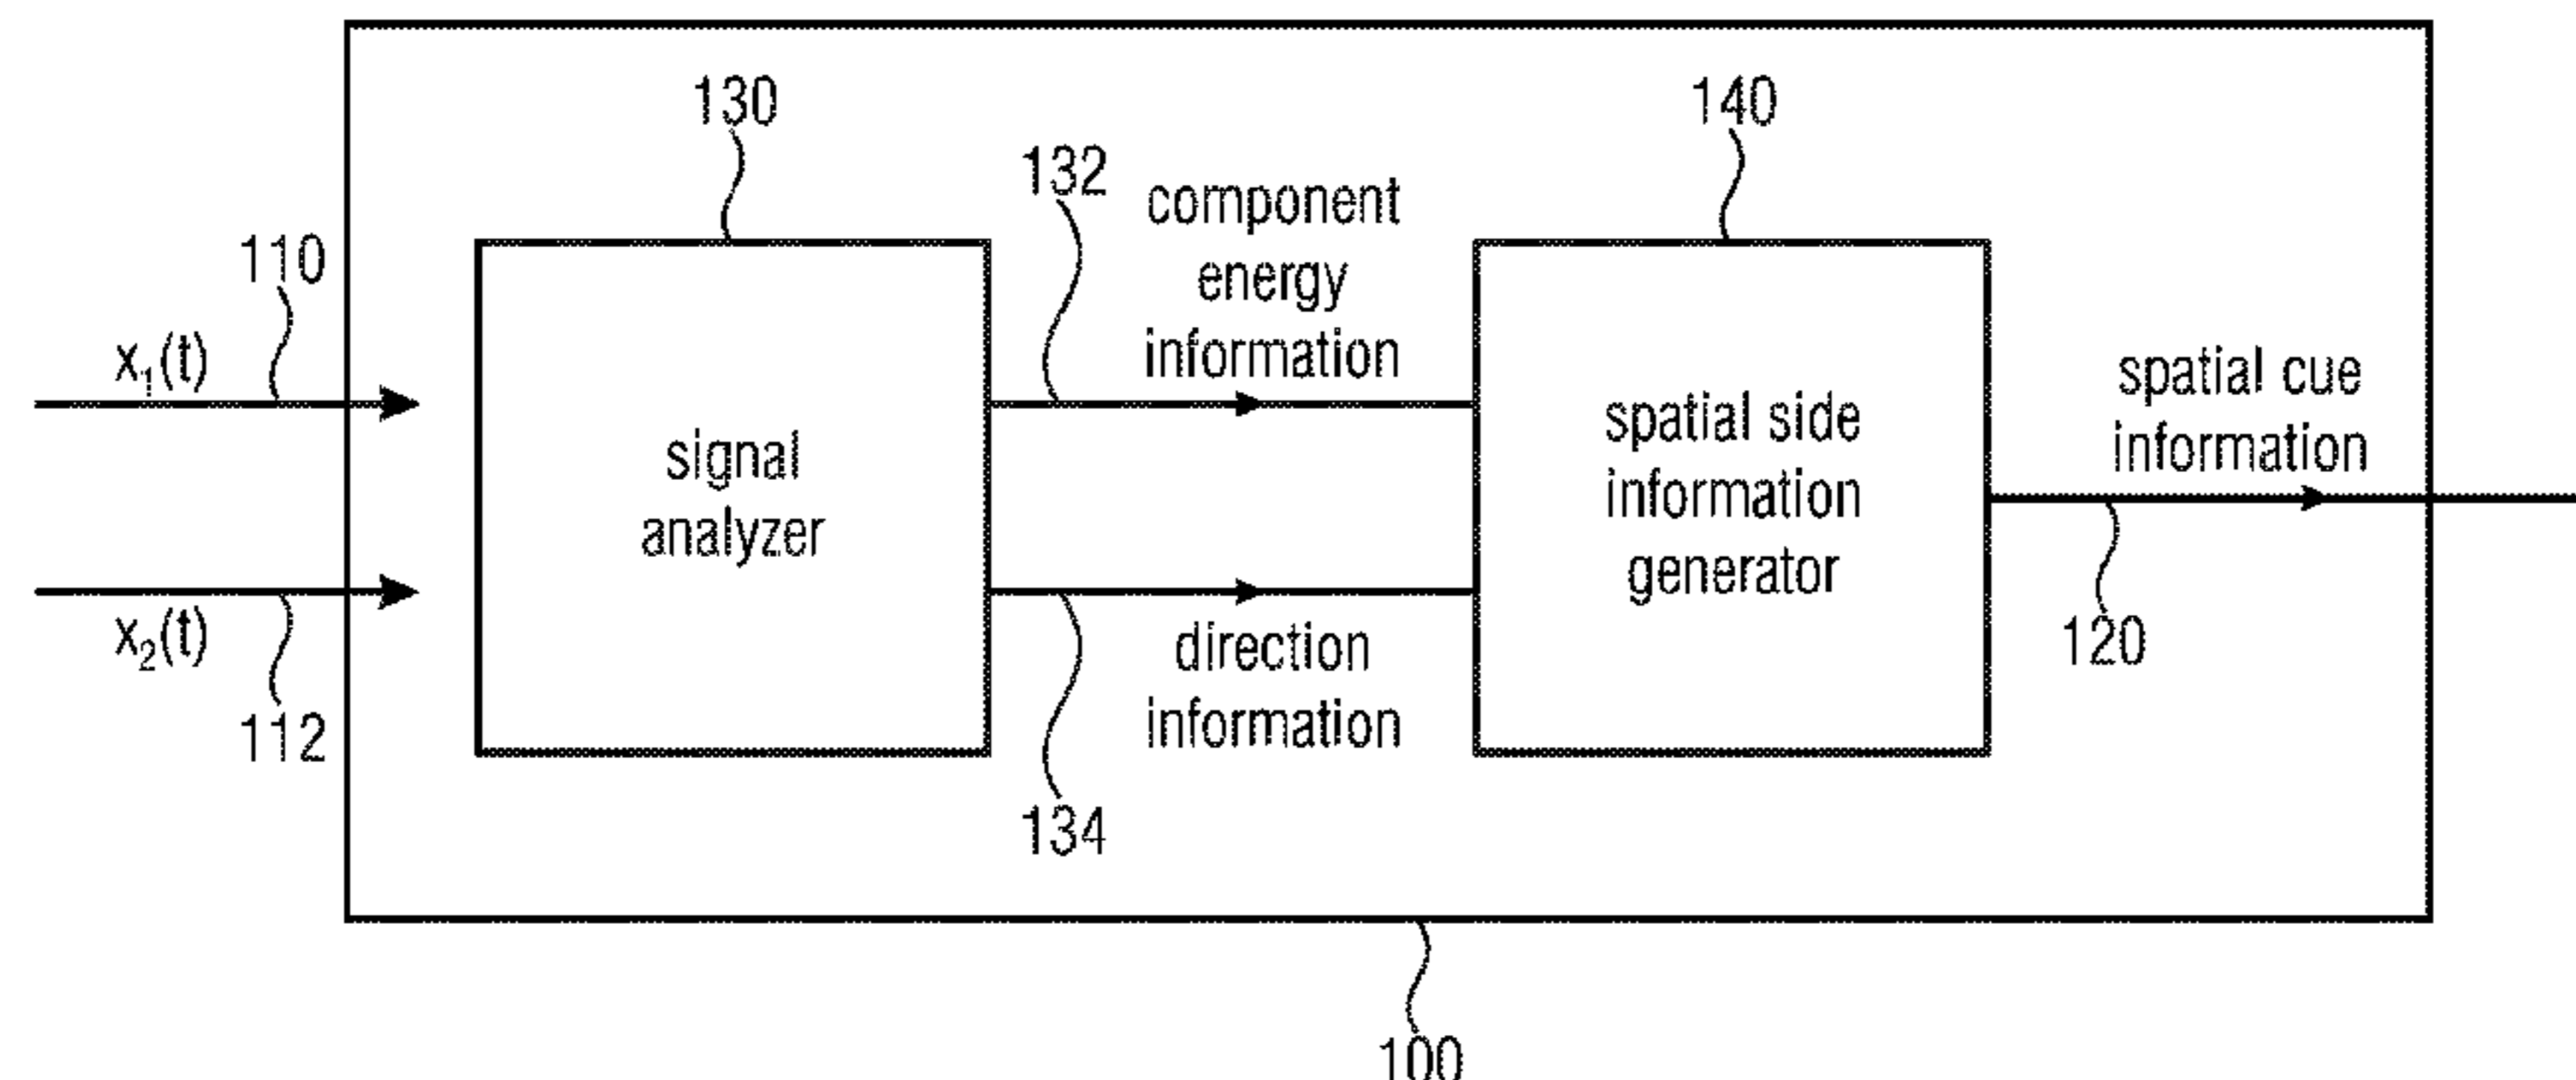 130
140
132
component
energy
information
110
x₁(t)
signal
analyzer
spatial side
information
generator
spatial cue
information
x₂(t)
112
direction
information
134
120
100